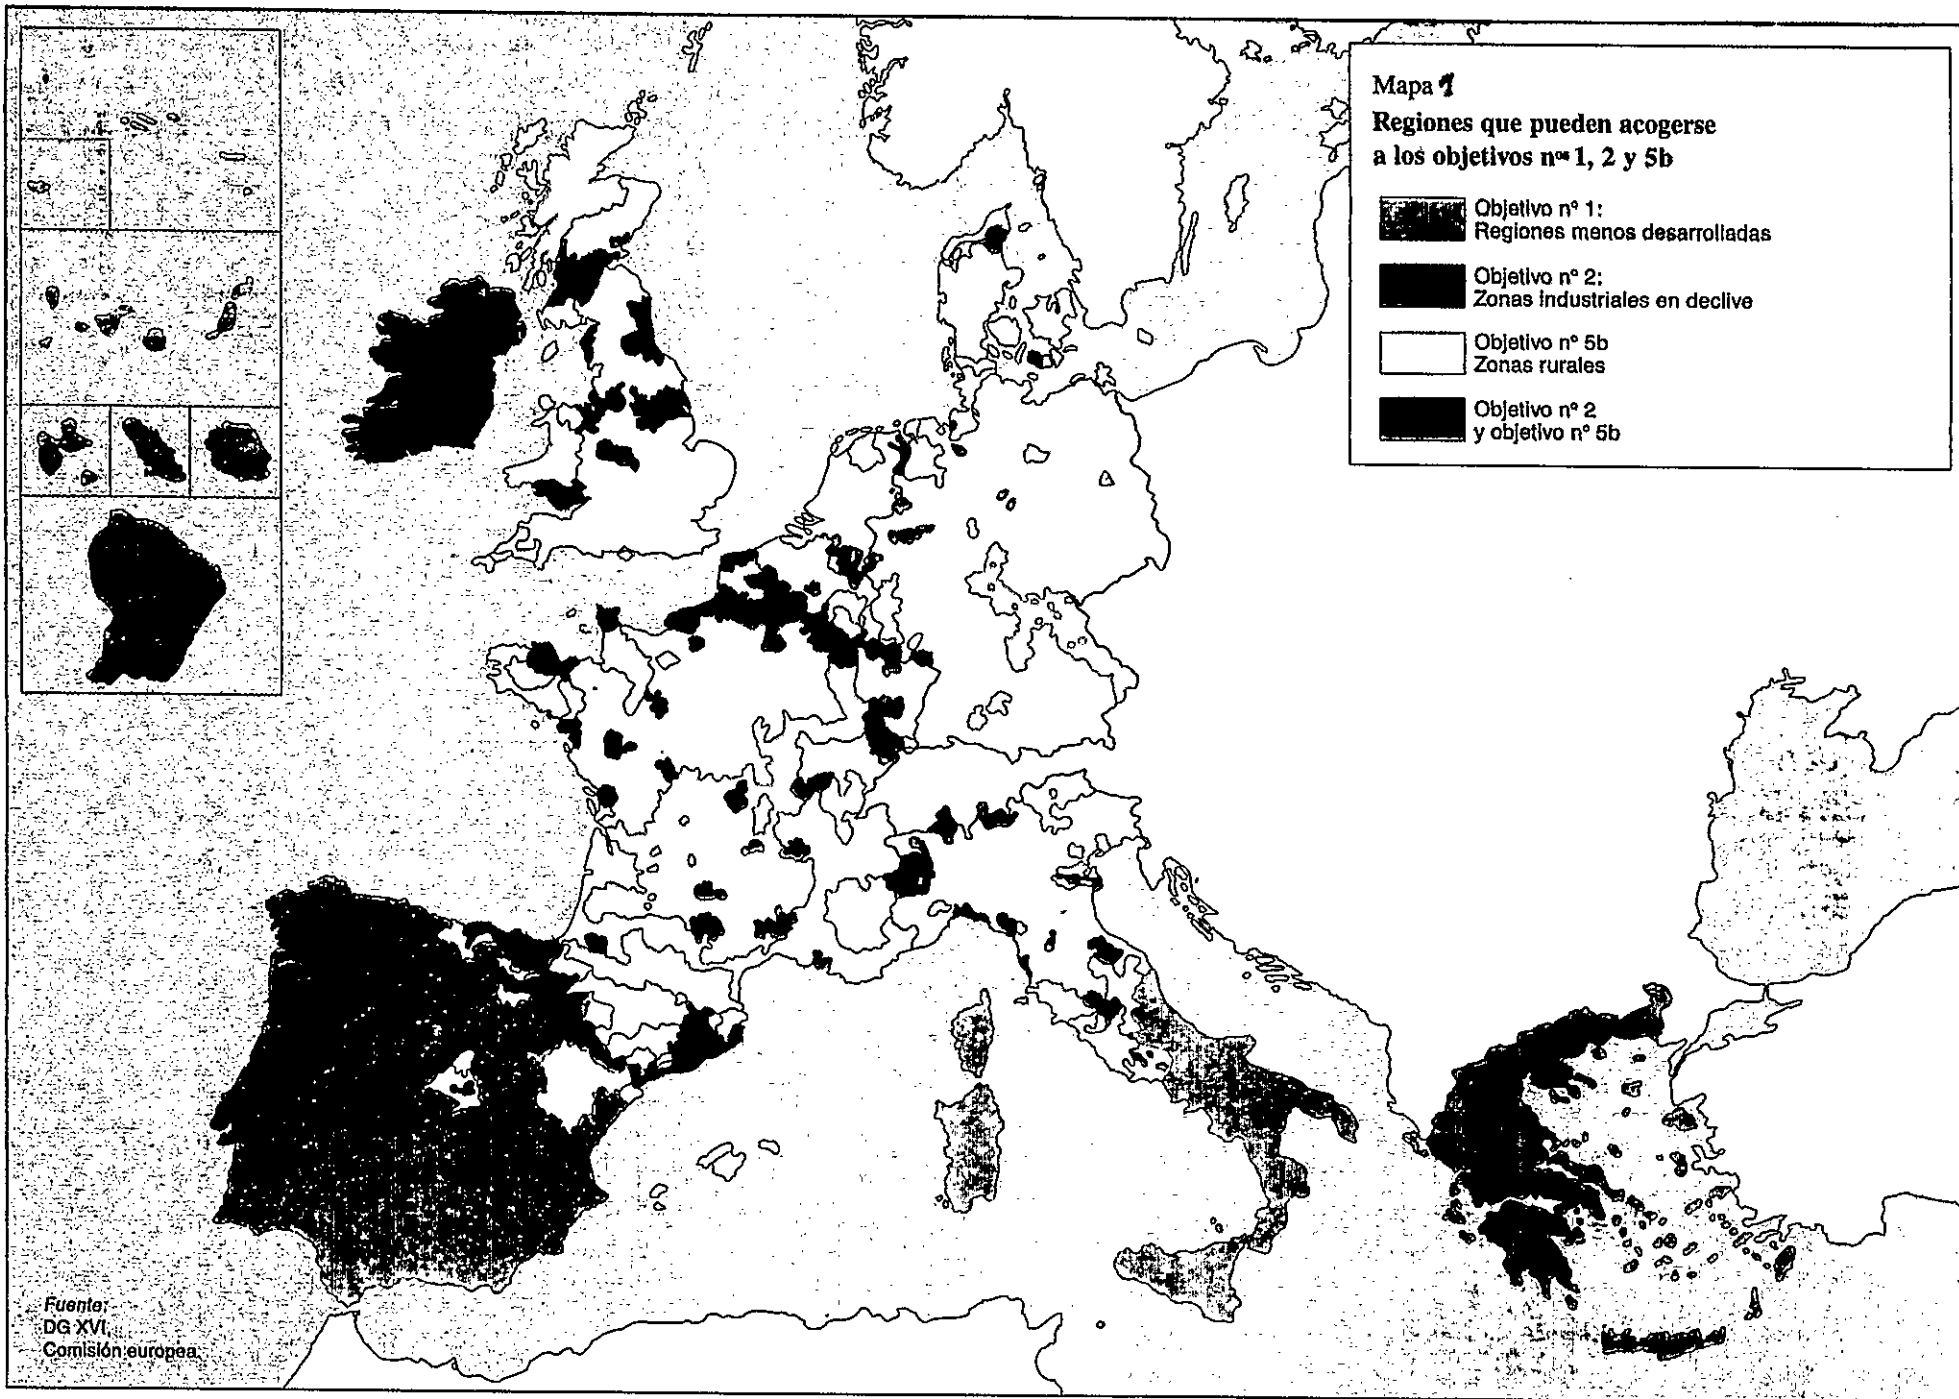 Mapa 1
Regiones que pueden acogerse
a los objetivos nos 1, 2 y 5b
Objetivo nº 1:
Regiones menos desarrolladas
Objetivo nº 2:
Zonas industriales en declive
Objetivo nº 5b
Zonas rurales
Objetivo nº 2
y objetivo nº 5b
Fuente:
DG XVI,
Comisión europea